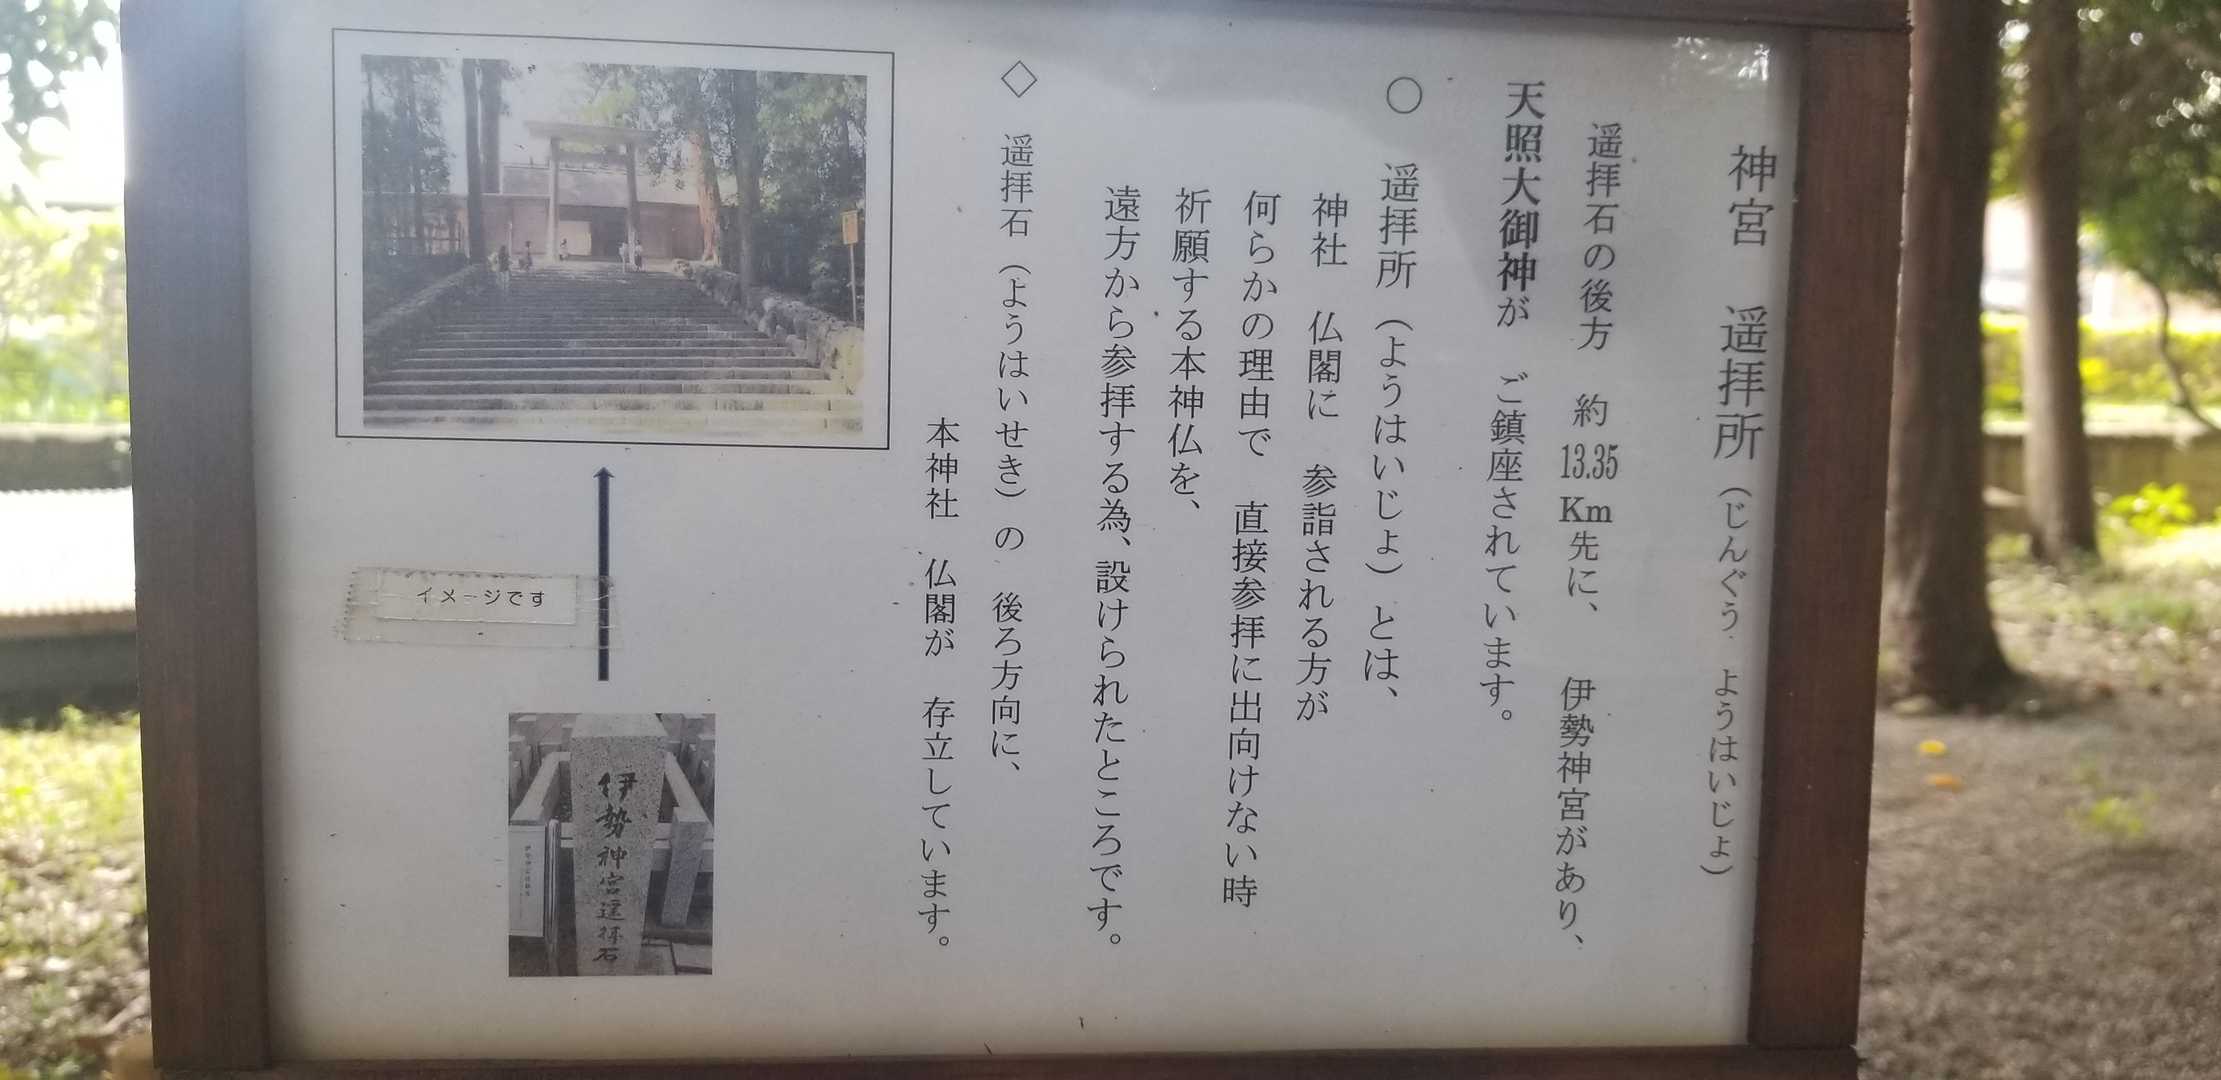 神宮　遥拝所（じんぐう　ようはいじょ）
遥拝石の後方　約13.35Km先に、　伊勢神宮があり、
天照大御神が　ご鎮座されています。
○　遥拝所（ようはいじょ）とは、
神社　仏閣に　参詣される方が
何らかの理由で　直接参拝に出向けない時
祈願する本神仏を、
遠方から参拝する為、設けられたところです。
◇　遥拝石（ようはいせき）の　後ろ方向に、
本神社　仏閣が　存立しています。
イメージです
伊勢神宮遥拝石